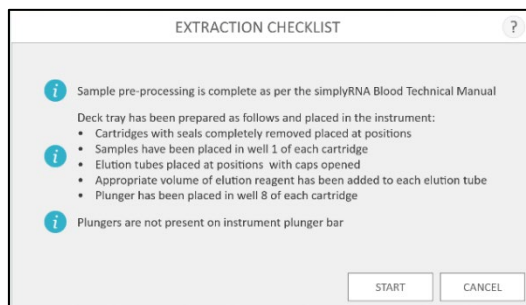 EXTRACTION CHECKLIST
?
i Sample pre-processing is complete as per the simplyRNA Blood Technical Manual
Deck tray has been prepared as follows and placed in the instrument:
• Cartridges with seals completely removed placed at positions
• Samples have been placed in well 1 of each cartridge
i
• Elution tubes placed at positions with caps opened
• Appropriate volume of elution reagent has been added to each elution tube
• Plunger has been placed in well 8 of each cartridge
i Plungers are not present on instrument plunger bar
START
CANCEL